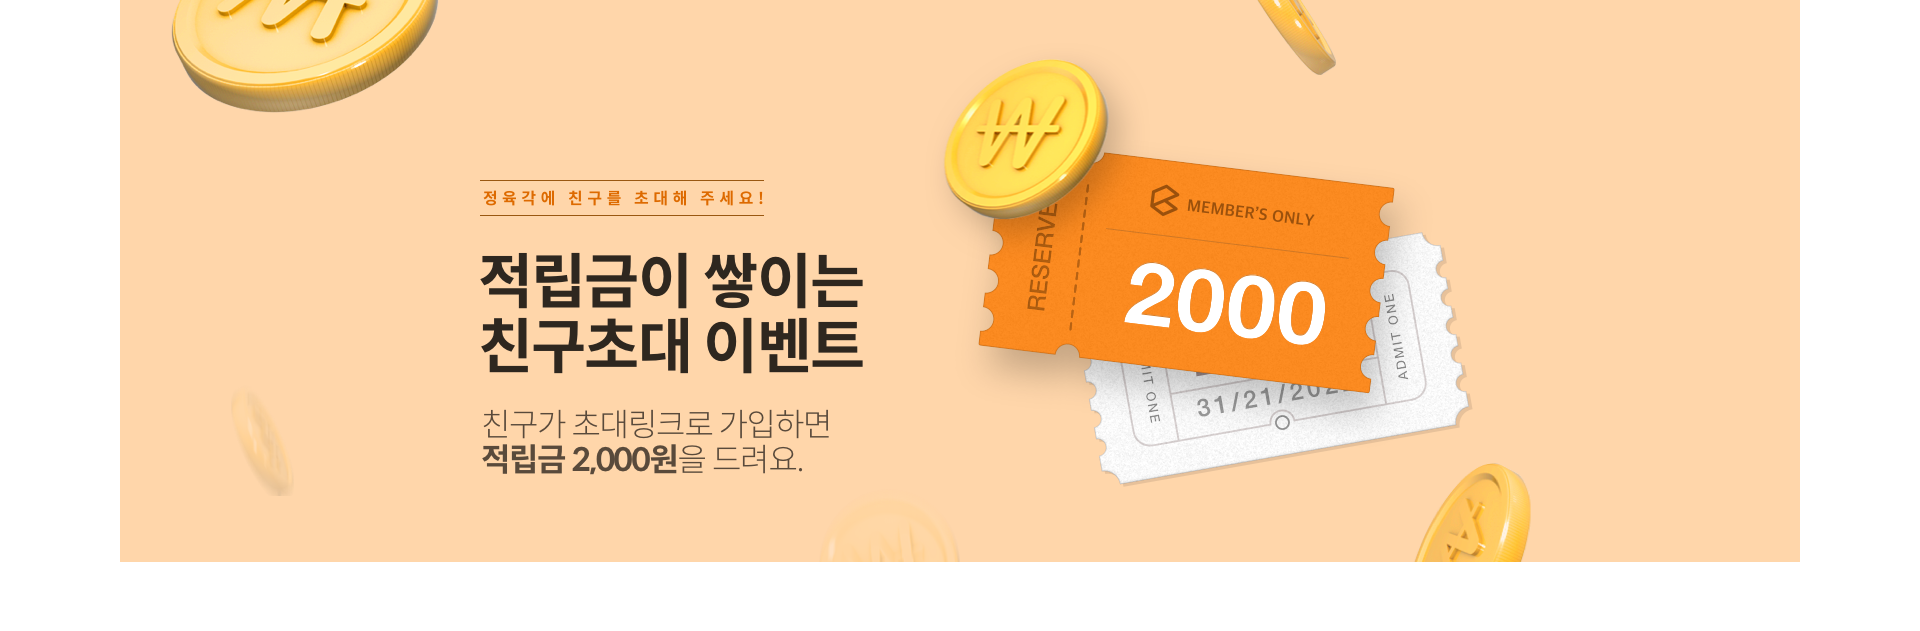 정육각에 친구를 초대해 주세요!
적립금이 쌓이는
친구초대 이벤트
친구가 초대링크로 가입하면
적립금 2,000원을 드려요.
MEMBER'S ONLY
2000
ADMIT ONE